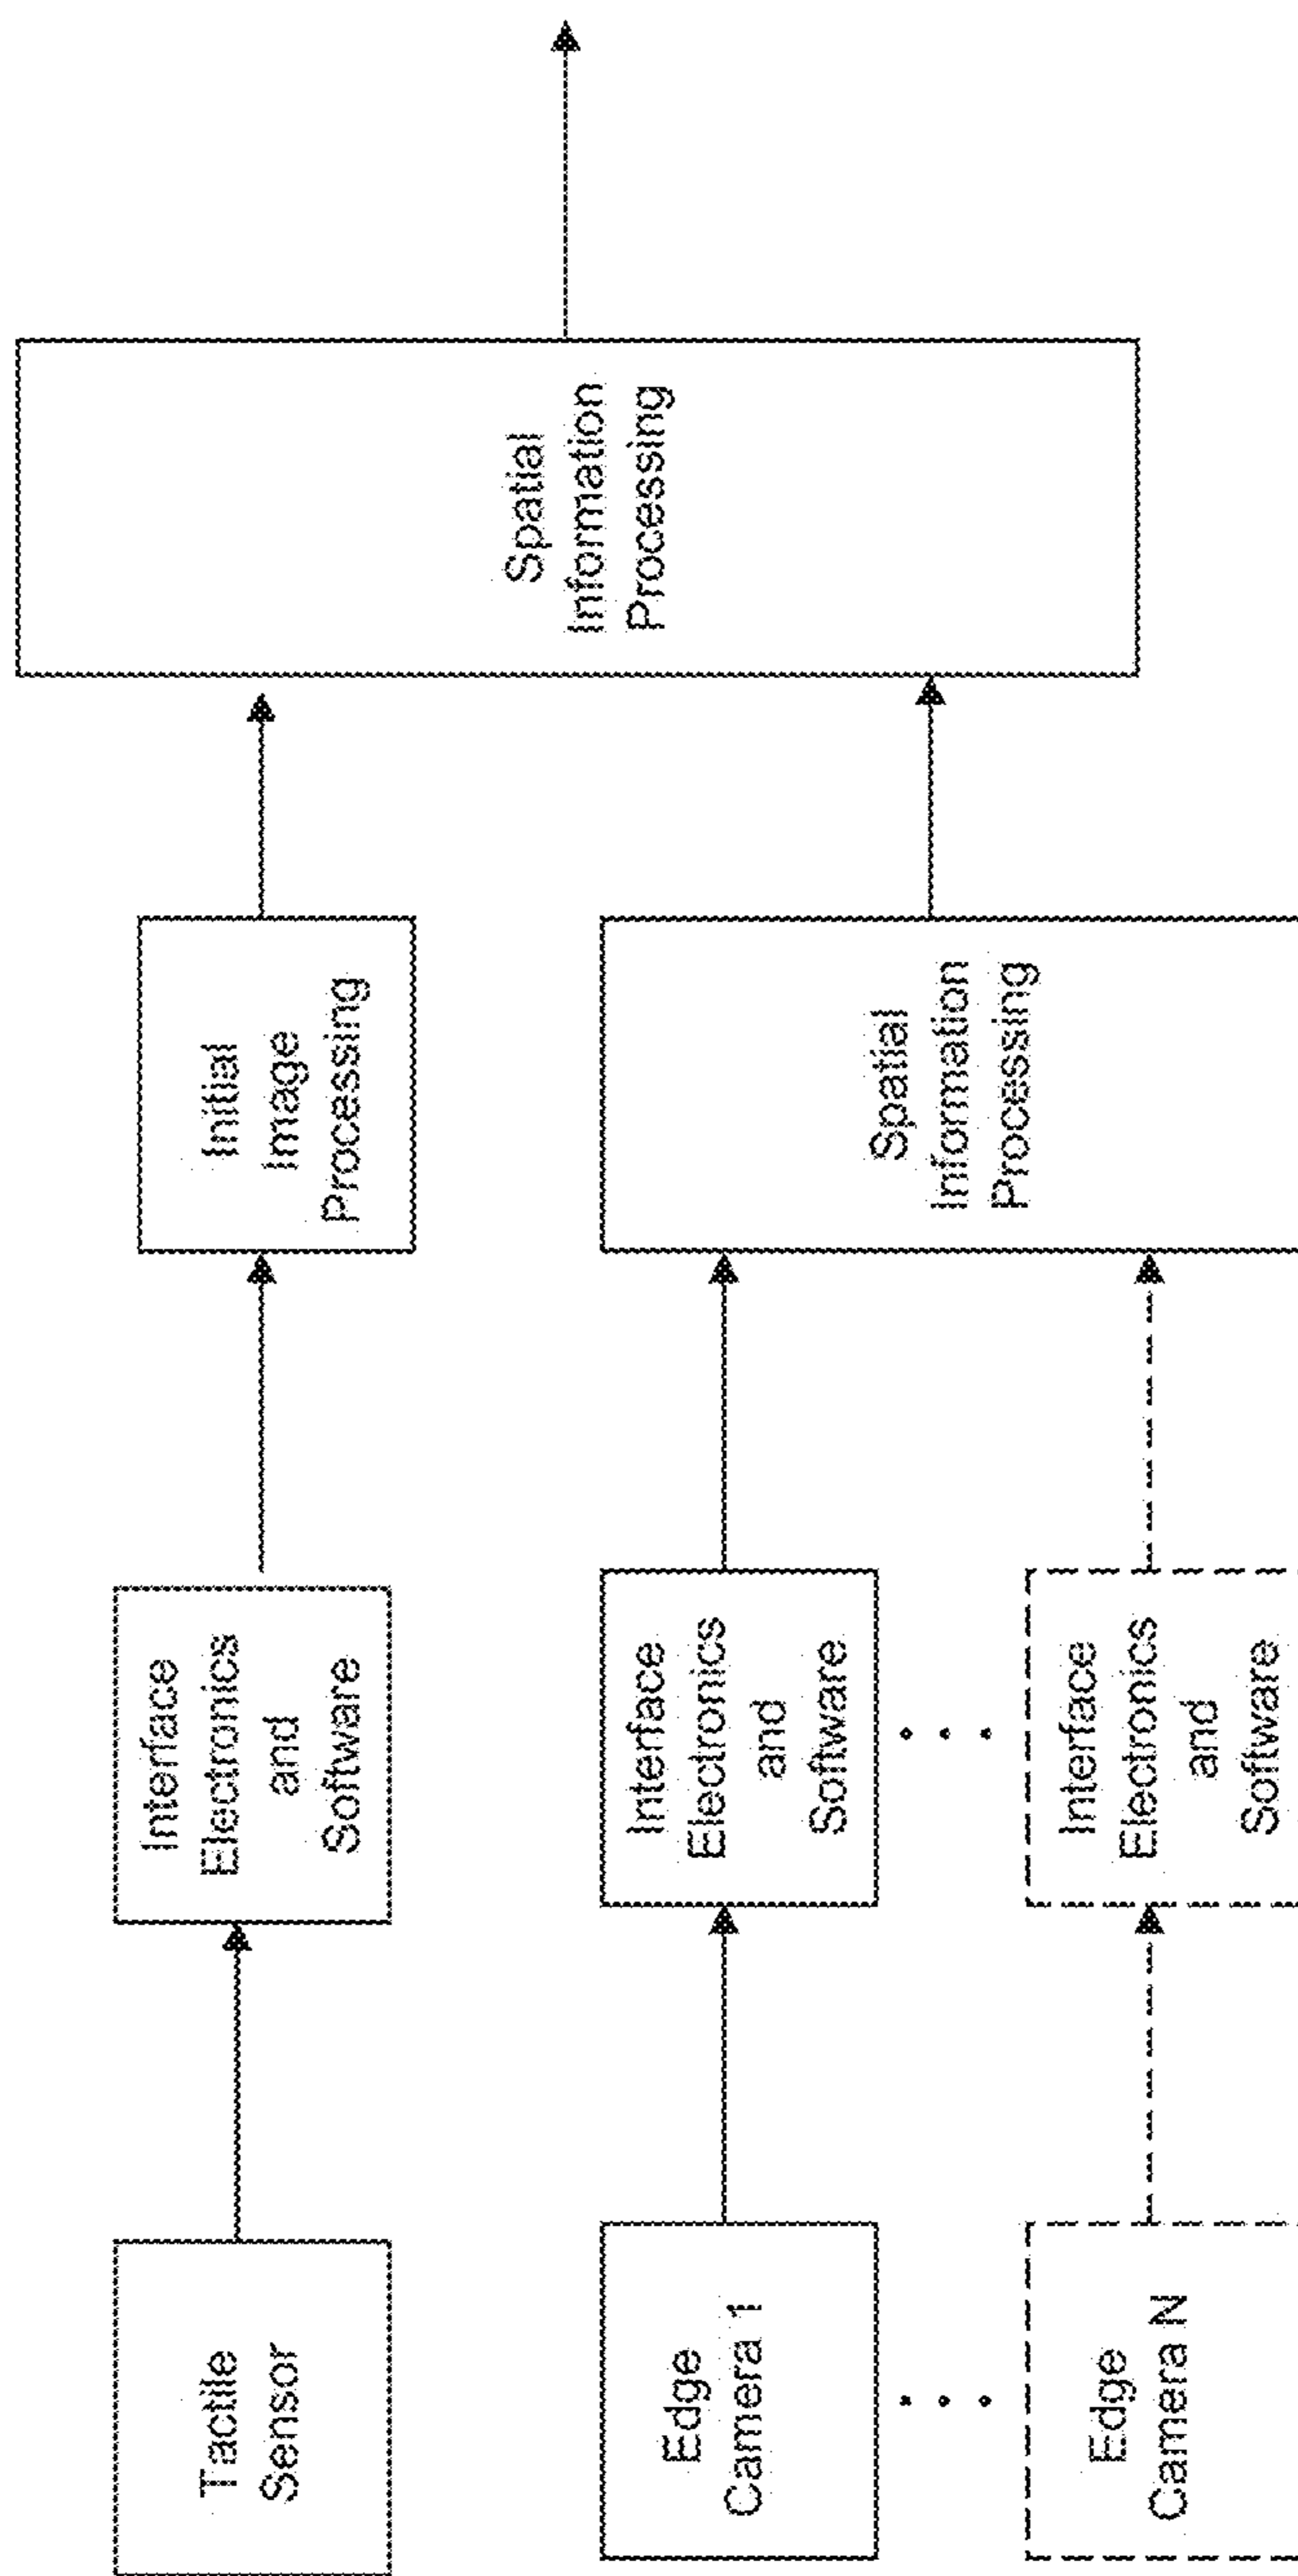 Tactile
Sensor
Interface
Electronics
and
Software
Initial
Image
Processing
Spatial
Information
Processing
Edge
Camera 1
Interface
Electronics
and
Software
Spatial
Information
Processing
Edge
Camera N
Interface
Electronics
and
Software